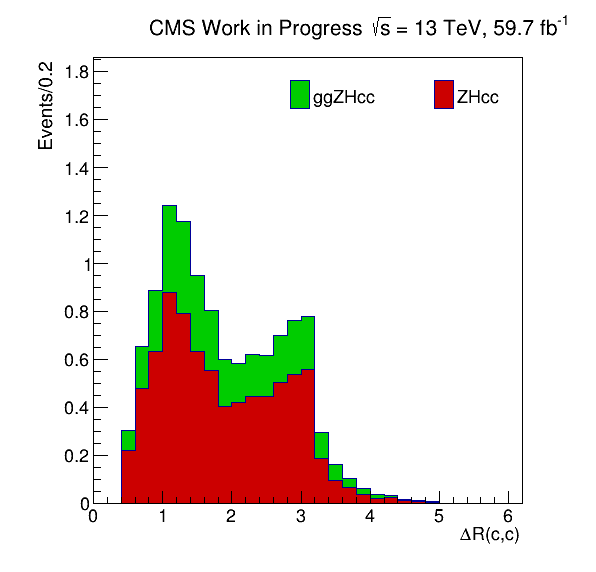 CMS Work in Progress √s = 13 TeV, 59.7 fb⁻¹
Events/0.2
ggZHcc ZHcc
1.8
1.6
1.4
1.2
1
0.8
0.6
0.4
0.2
0
0 1 2 3 4 5 6
ΔR(c,c)